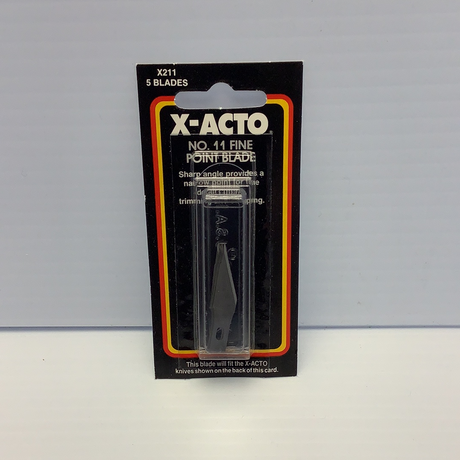 X211
5 BLADES
X-ACTO
NO. 11 FINE
POINT BLADE
Sharp angle provides a
narrow point for fine
This blade will fit the X-ACTO
knives shown on the back of this card.